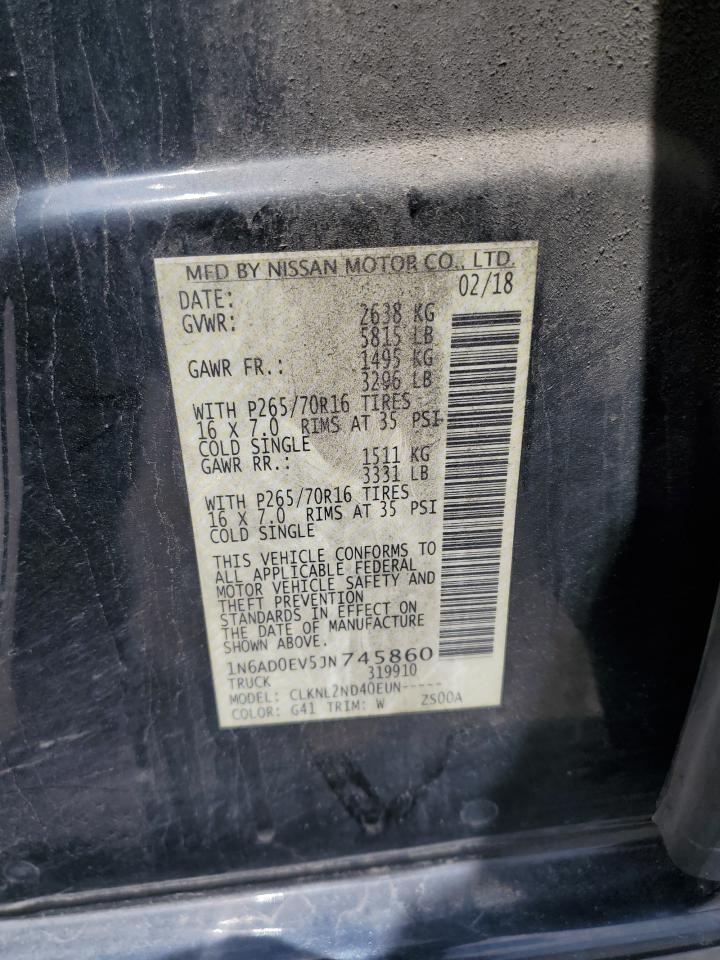 MFD BY NISSAN MOTOR CO., LTD.
DATE: 02/18
GVWR: 2638 KG
5815 LB
GAWR FR.: 1495 KG
3296 LB
WITH P265/70R16 TIRES
16 X 7.0 RIMS AT 35 PSI
COLD SINGLE
GAWR RR.: 1511 KG
3331 LB
WITH P265/70R16 TIRES
16 X 7.0 RIMS AT 35 PSI
COLD SINGLE
THIS VEHICLE CONFORMS TO
ALL APPLICABLE FEDERAL
MOTOR VEHICLE SAFETY AND
THEFT PREVENTION
STANDARDS IN EFFECT ON
THE DATE OF MANUFACTURE
SHOWN ABOVE.
1N6AD0EV5JN745860
TRUCK 319910
MODEL: CLKNL2ND40EUN-----
COLOR: G41 TRIM: W ZS00A